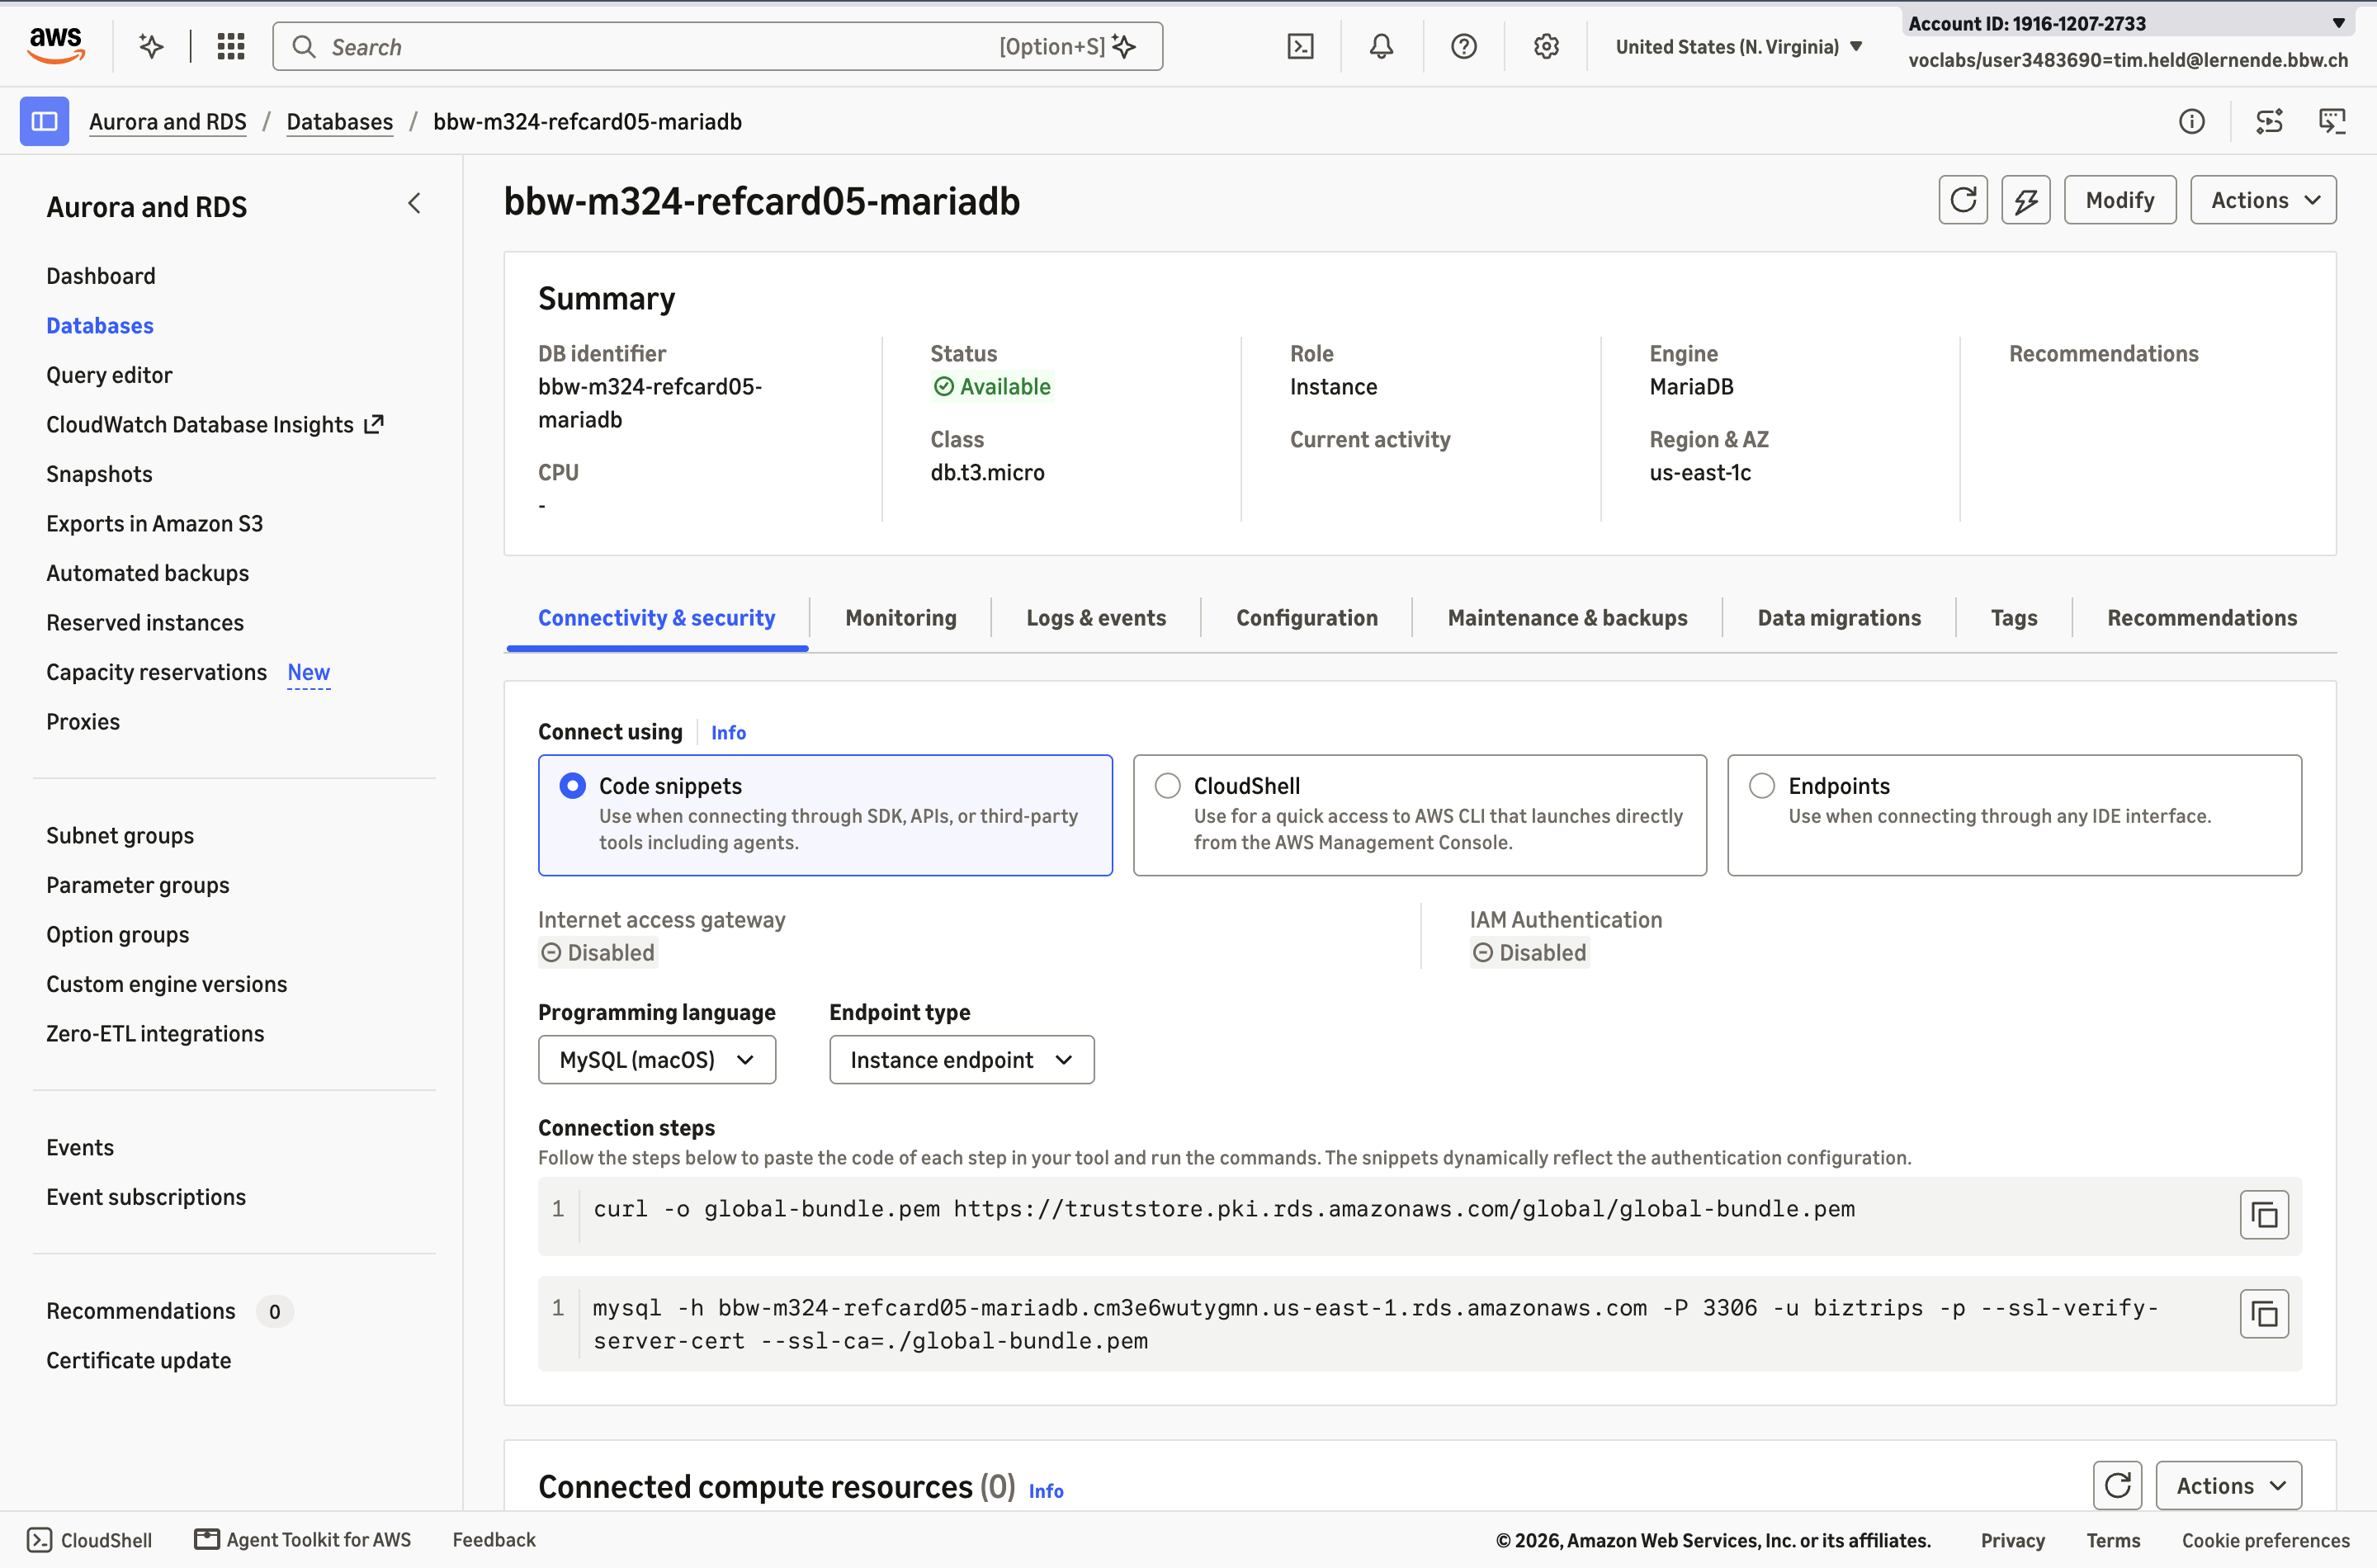 aws
Search
[Option+S]
United States (N. Virginia)
Account ID: 1916-1207-2733
voclabs/user3483690=tim.held@lernende.bbw.ch
Aurora and RDS / Databases / bbw-m324-refcard05-mariadb
Aurora and RDS
Dashboard
Databases
Query editor
CloudWatch Database Insights
Snapshots
Exports in Amazon S3
Automated backups
Reserved instances
Capacity reservations New
Proxies
Subnet groups
Parameter groups
Option groups
Custom engine versions
Zero-ETL integrations
Events
Event subscriptions
Recommendations 0
Certificate update
bbw-m324-refcard05-mariadb
Modify
Actions
Summary
DB identifier
bbw-m324-refcard05-
mariadb
CPU
-
Status
Available
Class
db.t3.micro
Role
Instance
Current activity
Engine
MariaDB
Region & AZ
us-east-1c
Recommendations
Connectivity & security
Monitoring
Logs & events
Configuration
Maintenance & backups
Data migrations
Tags
Recommendations
Connect using Info
Code snippets
Use when connecting through SDK, APIs, or third-party
tools including agents.
CloudShell
Use for a quick access to AWS CLI that launches directly
from the AWS Management Console.
Endpoints
Use when connecting through any IDE interface.
Internet access gateway
Disabled
IAM Authentication
Disabled
Programming language
MySQL (macOS)
Endpoint type
Instance endpoint
Connection steps
Follow the steps below to paste the code of each step in your tool and run the commands. The snippets dynamically reflect the authentication configuration.
1 curl -o global-bundle.pem https://truststore.pki.rds.amazonaws.com/global/global-bundle.pem
1 mysql -h bbw-m324-refcard05-mariadb.cm3e6wutygmn.us-east-1.rds.amazonaws.com -P 3306 -u biztrips -p --ssl-verify-
server-cert --ssl-ca=./global-bundle.pem
Connected compute resources (0) Info
Actions
CloudShell
Agent Toolkit for AWS
Feedback
© 2026, Amazon Web Services, Inc. or its affiliates.
Privacy
Terms
Cookie preferences